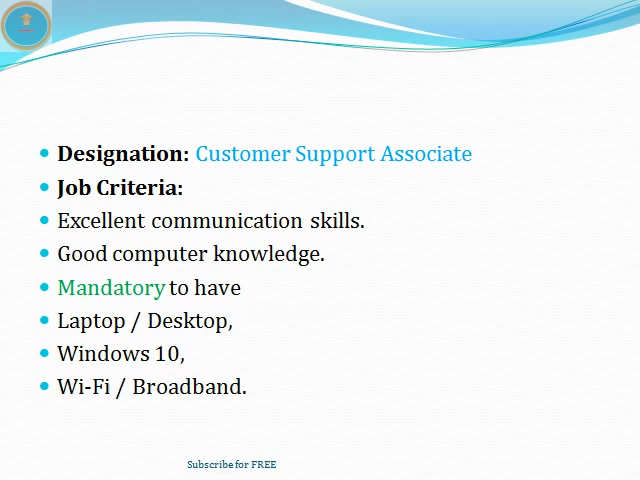 Designation: Customer Support Associate
Job Criteria:
Excellent communication skills.
Good computer knowledge.
Mandatory to have
Laptop / Desktop,
Windows 10,
Wi-Fi / Broadband.
Subscribe for FREE